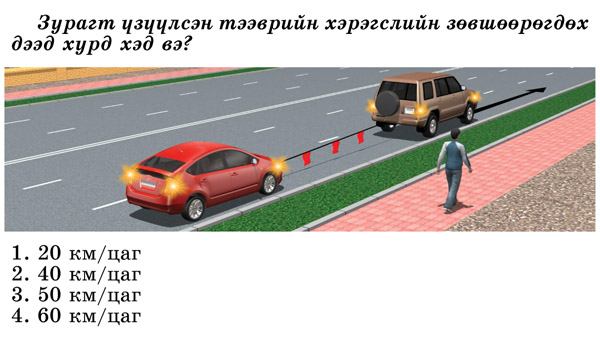 Зурагт үзүүлсэн тээврийн хэрэгслийн зөвшөөрөгдөх
дээд хурд хэд вэ?
1. 20 км/цаг
2. 40 км/цаг
3. 50 км/цаг
4. 60 км/цаг